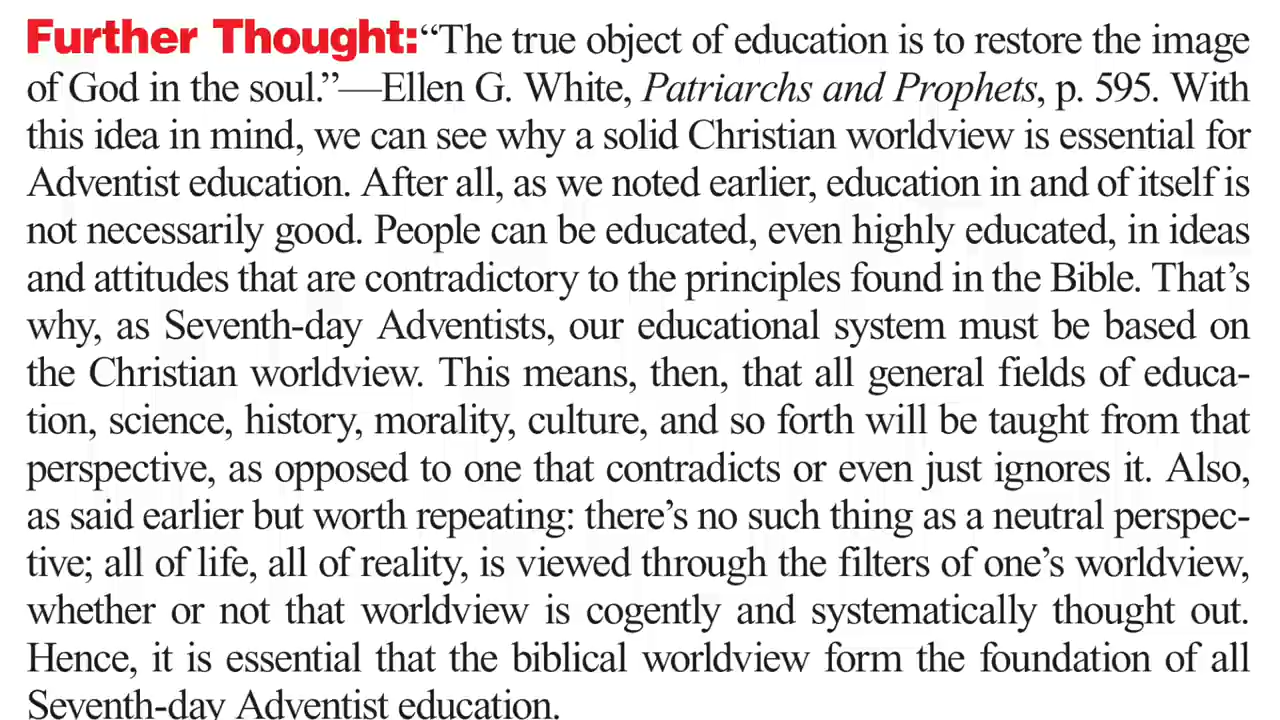 Further Thought: “The true object of education is to restore the image
of God in the soul.”—Ellen G. White, Patriarchs and Prophets, p. 595. With
this idea in mind, we can see why a solid Christian worldview is essential for
Adventist education. After all, as we noted earlier, education in and of itself is
not necessarily good. People can be educated, even highly educated, in ideas
and attitudes that are contradictory to the principles found in the Bible. That’s
why, as Seventh-day Adventists, our educational system must be based on
the Christian worldview. This means, then, that all general fields of educa-
tion, science, history, morality, culture, and so forth will be taught from that
perspective, as opposed to one that contradicts or even just ignores it. Also,
as said earlier but worth repeating: there’s no such thing as a neutral perspec-
tive; all of life, all of reality, is viewed through the filters of one’s worldview,
whether or not that worldview is cogently and systematically thought out.
Hence, it is essential that the biblical worldview form the foundation of all
Seventh-day Adventist education.